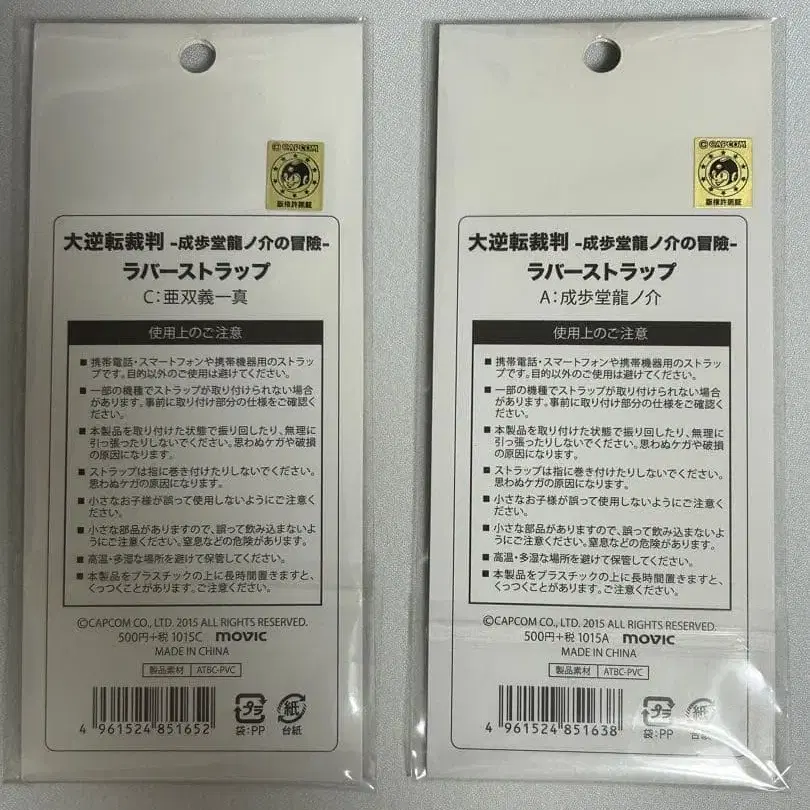 ©CAPCOM
版権許諾証
大逆転裁判 -成歩堂龍ノ介の冒險-
ラバーストラップ
C:亜双義一真
使用上のご注意
■ 携帯電話・スマートフォンや携帯機器用のストラッ
プです。目的以外のご使用は避けてください。
■ 一部の機種でストラップが取り付けられない場合
があります。事前に取り付け部分の仕様をご確認く
ださい。
■ 本製品を取り付けた状態で振り回したり、無理に
引っ張ったりしないでください。思わぬケガや破損
の原因になります。
■ ストラップは指に巻き付けたりしないでください。
思わぬケガの原因になります。
■ 小さなお子様が誤って使用しないようにご注意く
ださい。
■ 小さな部品がありますので、誤って飲み込まないよ
うにご注意ください。窒息などの危険があります。
■ 高温・多湿な場所を避けて保管してください。
■ 本製品をプラスチックの上に長時間置きますと、
くっつくことがあります。ご注意ください。
©CAPCOM CO., LTD. 2015 ALL RIGHTS RESERVED.
500円+税 1015C movic
MADE IN CHINA
製品素材 ATBC-PVC
4 961524 851652
プラ
袋:PP
紙
台紙
©CAPCOM
版権許諾証
大逆転裁判 -成歩堂龍ノ介の冒險-
ラバーストラップ
A:成歩堂龍ノ介
使用上のご注意
■ 携帯電話・スマートフォンや携帯機器用のストラッ
プです。目的以外のご使用は避けてください。
■ 一部の機種でストラップが取り付けられない場合
があります。事前に取り付け部分の仕様をご確認く
ださい。
■ 本製品を取り付けた状態で振り回したり、無理に
引っ張ったりしないでください。思わぬケガや破損
の原因になります。
■ ストラップは指に巻き付けたりしないでください。
思わぬケガの原因になります。
■ 小さなお子様が誤って使用しないようにご注意く
ださい。
■ 小さな部品がありますので、誤って飲み込まないよ
うにご注意ください。窒息などの危険があります。
■ 高温・多湿な場所を避けて保管してください。
■ 本製品をプラスチックの上に長時間置きますと、
くっつくことがあります。ご注意ください。
©CAPCOM CO., LTD. 2015 ALL RIGHTS RESERVED.
500円+税 1015A movic
MADE IN CHINA
製品素材 ATBC-PVC
4 961524 851638
プラ
袋:PP
紙
台紙